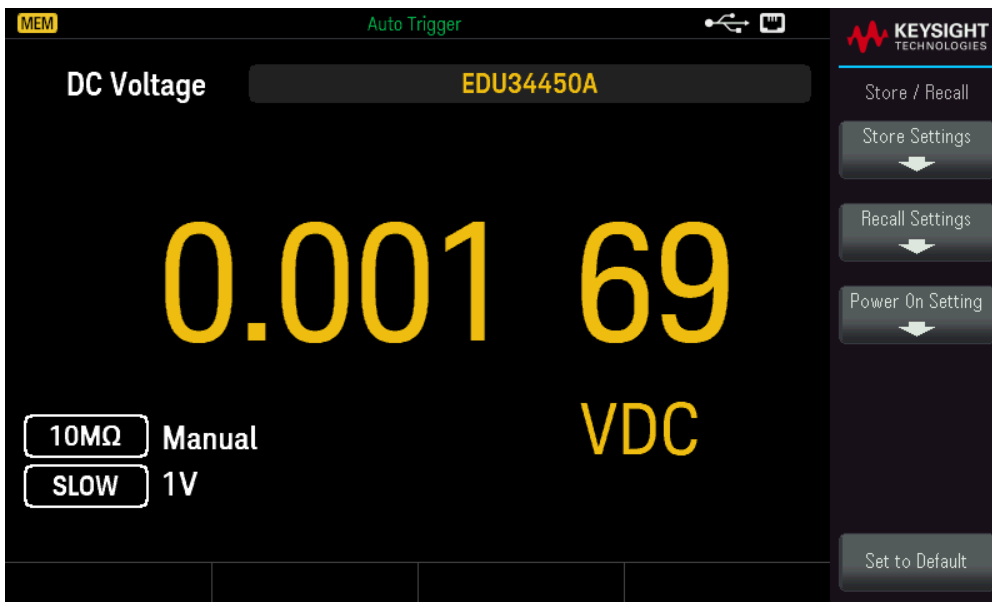 MEM
Auto Trigger
KEYSIGHT
TECHNOLOGIES
DC Voltage
EDU34450A
Store / Recall
Store Settings
Recall Settings
Power On Setting
0.001 69
VDC
10MΩ Manual
SLOW 1V
Set to Default